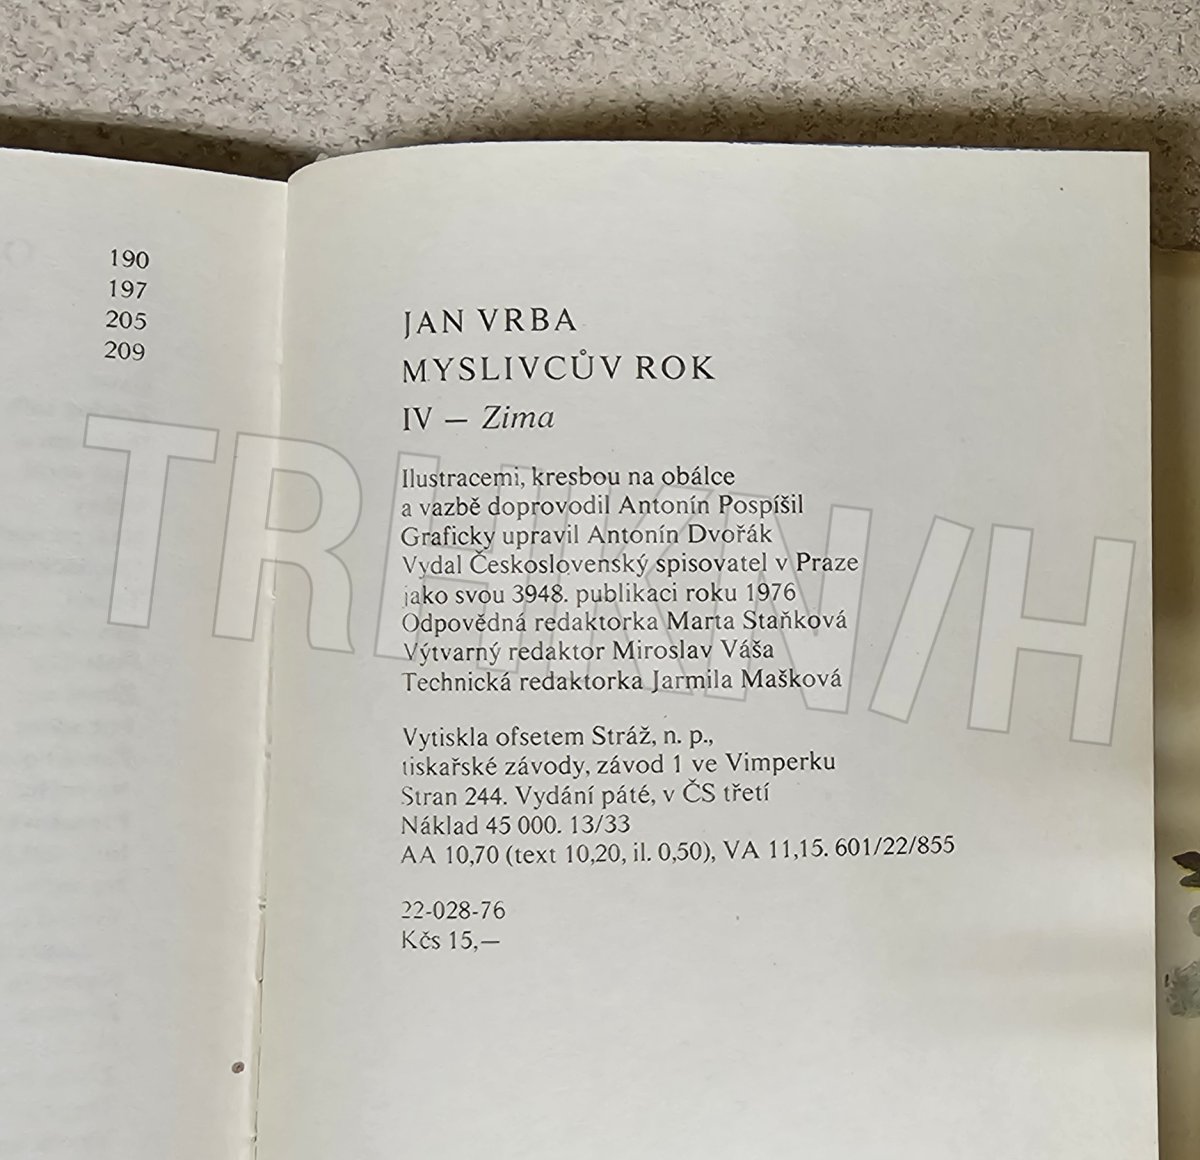 190
197
205
209
JAN VRBA
MYSLIVCŮV ROK
IV — Zima
Ilustracemi, kresbou na obálce
a vazbě doprovodil Antonín Pospíšil
Graficky upravil Antonín Dvořák
Vydal Československý spisovatel v Praze
jako svou 3948. publikaci roku 1976
Odpovědná redaktorka Marta Staňková
Výtvarný redaktor Miroslav Váša
Technická redaktorka Jarmila Mašková
Vytiskla ofsetem Stráž, n. p.,
tiskařské závody, závod 1 ve Vimperku
Stran 244. Vydání páté, v ČS třetí
Náklad 45 000. 13/33
AA 10,70 (text 10,20, il. 0,50), VA 11,15. 601/22/855
22-028-76
Kčs 15,—
TRHKNIH